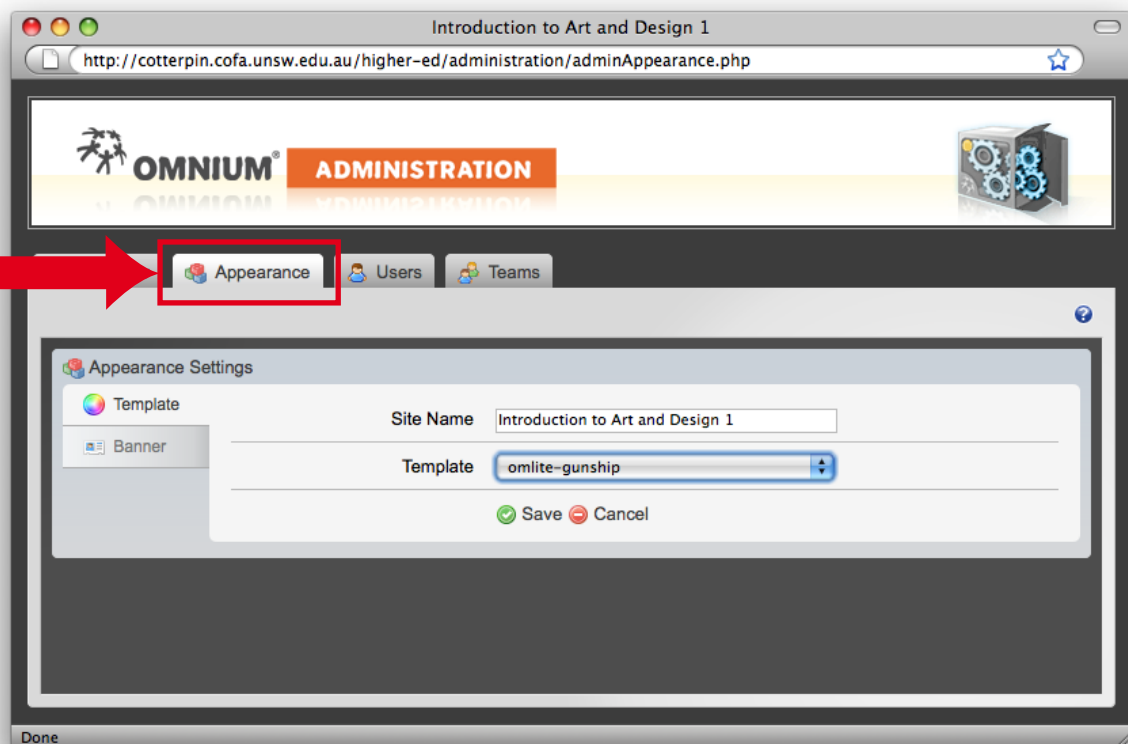 Introduction to Art and Design 1
http://cotterpin.cofa.unsw.edu.au/higher-ed/administration/adminAppearance.php
OMNIUM® ADMINISTRATION
Appearance Users Teams
Appearance Settings
Template
Site Name Introduction to Art and Design 1
Banner
Template omlite-gunship
Save Cancel
Done